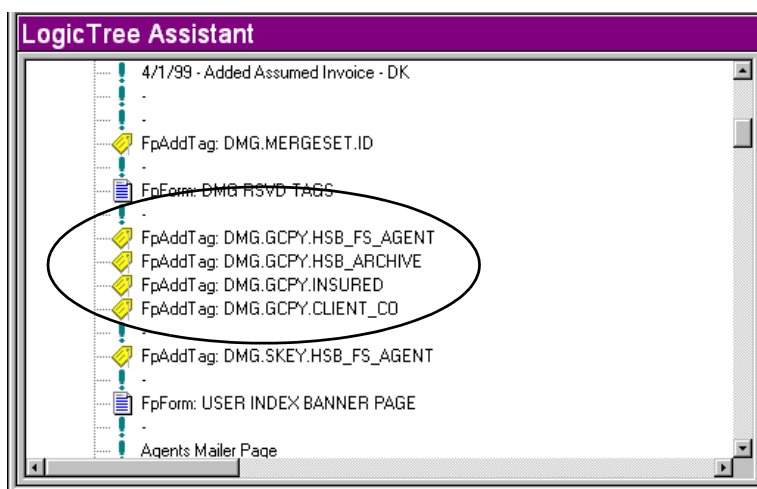 LogicTree Assistant
4/1/99 - Added Assumed Invoice - DK
-
-
FpAddTag: DMG.MERGESET.ID
-
FpForm: DMG RSVD TAGS
-
FpAddTag: DMG.GCPY.HSB_FS_AGENT
FpAddTag: DMG.GCPY.HSB_ARCHIVE
FpAddTag: DMG.GCPY.INSURED
FpAddTag: DMG.GCPY.CLIENT_CO
-
FpAddTag: DMG.SKEY.HSB_FS_AGENT
-
FpForm: USER INDEX BANNER PAGE
-
Agents Mailer Page